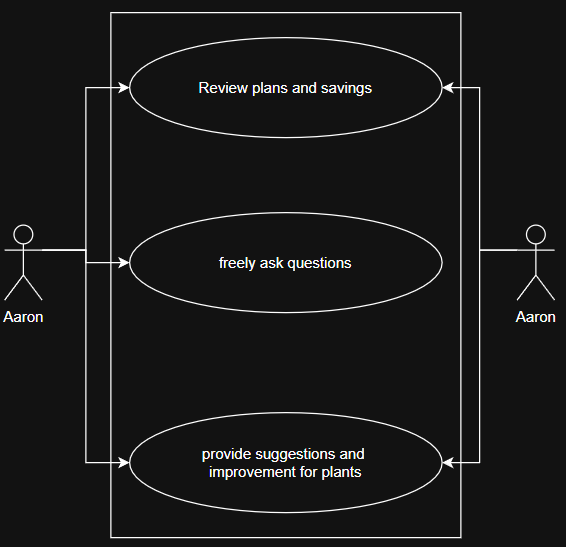 Review plans and savings
freely ask questions
Aaron
Aaron
provide suggestions and
improvement for plants